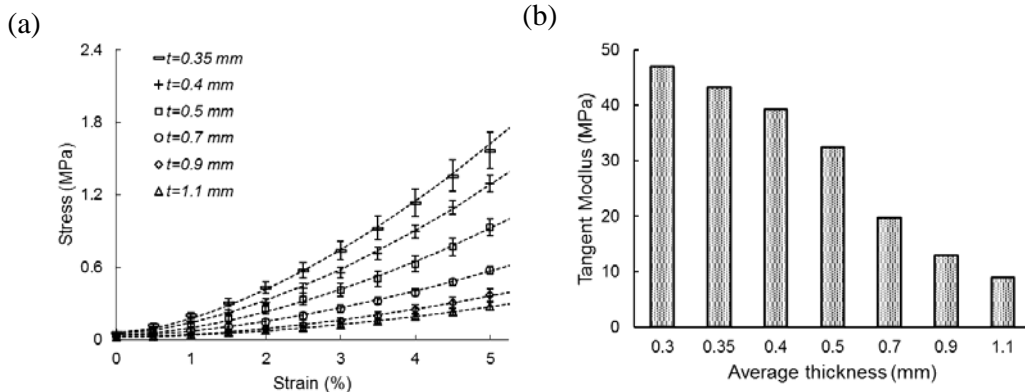 (a)
2.4
1.8
1.2
0.6
0
Stress (MPa)
t=0.35 mm
t=0.4 mm
t=0.5 mm
t=0.7 mm
t=0.9 mm
t=1.1 mm
0 1 2 3 4 5
Strain (%)
(b)
50
40
30
20
10
0
Tangent Modlus (MPa)
0.3 0.35 0.4 0.5 0.7 0.9 1.1
Average thickness (mm)